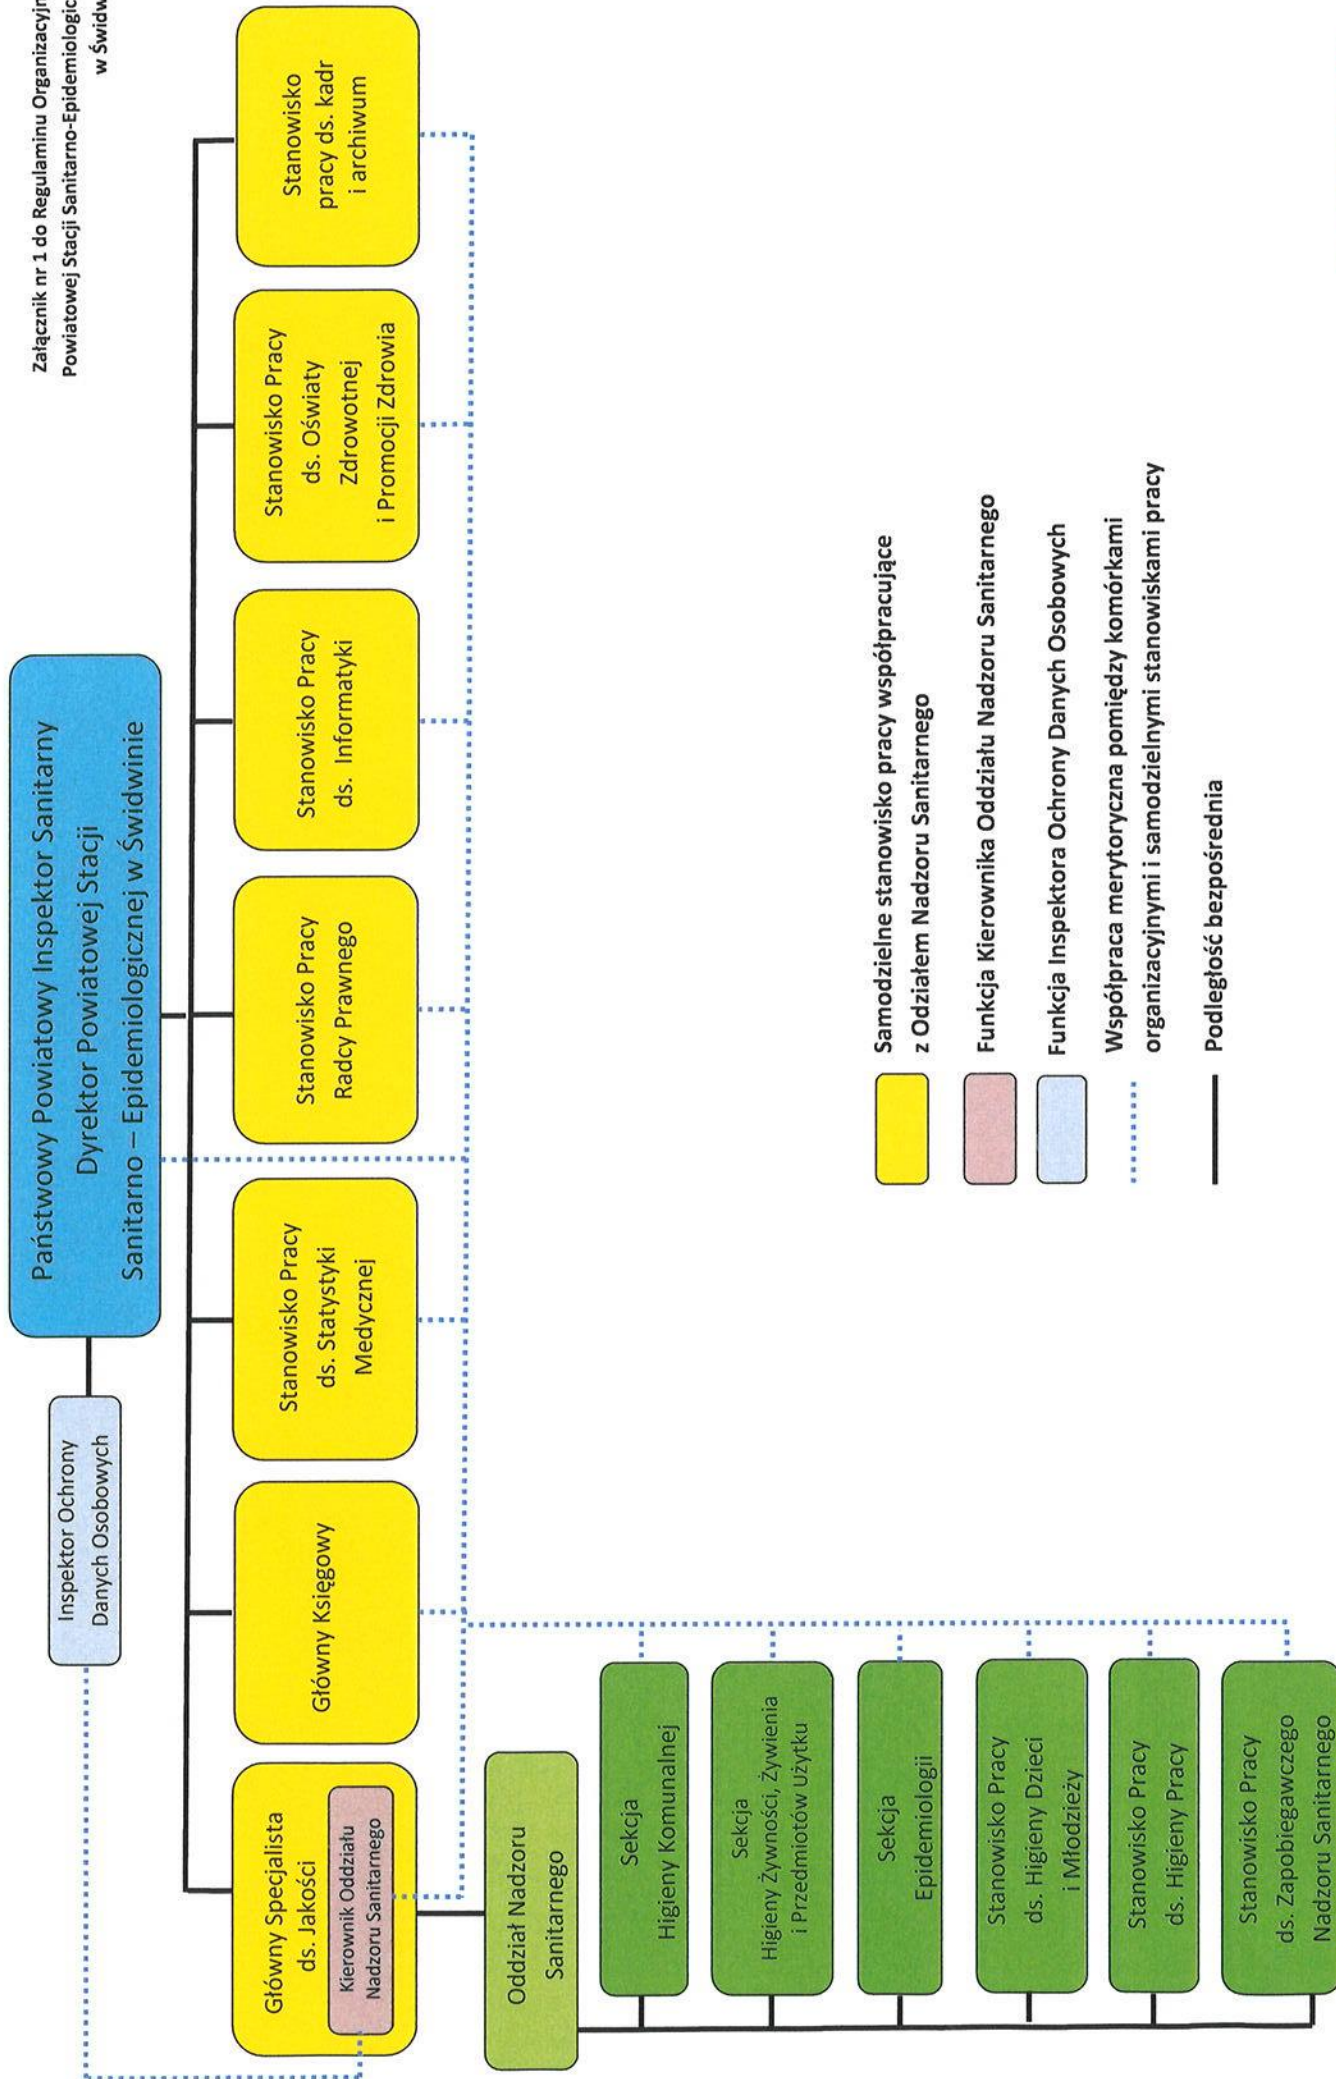 Załącznik nr 1 do Regulaminu
Powiatowej Stacji
w
Państwowy Powiatowy Inspektor Sanitarny
Dyrektor Powiatowej Stacji
Sanitarno – Epidemiologicznej w Świdwinie
Inspektor Ochrony
Danych Osobowych
Główny Specjalista
ds. Jakości
Kierownik Oddziału
Nadzoru Sanitarnego
Główny Księgowy
Stanowisko Pracy
ds. Statystyki
Medycznej
Stanowisko Pracy
Radcy Prawnego
Stanowisko Pracy
ds. Informatyki
Stanowisko Pracy
ds. Oświaty
Zdrowotnej
i Promocji Zdrowia
Stanowisko
pracy ds. kadr
i archiwum
Oddział Nadzoru
Sanitarnego
Sekcja
Higieny Komunalnej
Sekcja
Higieny Żywności, Żywienia
i Przedmiotów Użytku
Sekcja
Epidemiologii
Stanowisko Pracy
ds. Higieny Dzieci
i Młodzieży
Stanowisko Pracy
ds. Higieny Pracy
Stanowisko Pracy
ds. Zapobiegawczego
Nadzoru Sanitarnego
Samodzielne stanowisko pracy współpracujące
z Odziałem Nadzoru Sanitarnego
Funkcja Kierownika Oddziału Nadzoru Sanitarnego
Funkcja Inspektora Ochrony Danych Osobowych
Współpraca merytoryczna pomiędzy komórkami
organizacyjnymi i samodzielnymi stanowiskami pracy
Podległość bezpośrednia